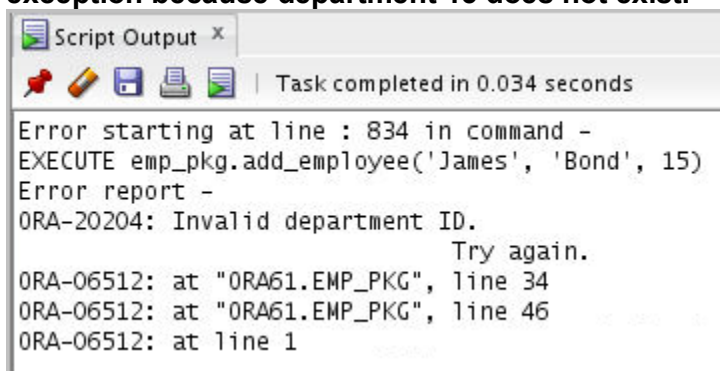 exception because department 15 does not exist.
Script Output ×
Task completed in 0.034 seconds
Error starting at line : 834 in command -
EXECUTE emp_pkg.add_employee('James', 'Bond', 15)
Error report -
ORA-20204: Invalid department ID.
Try again.
ORA-06512: at "ORA61.EMP_PKG", line 34
ORA-06512: at "ORA61.EMP_PKG", line 46
ORA-06512: at line 1